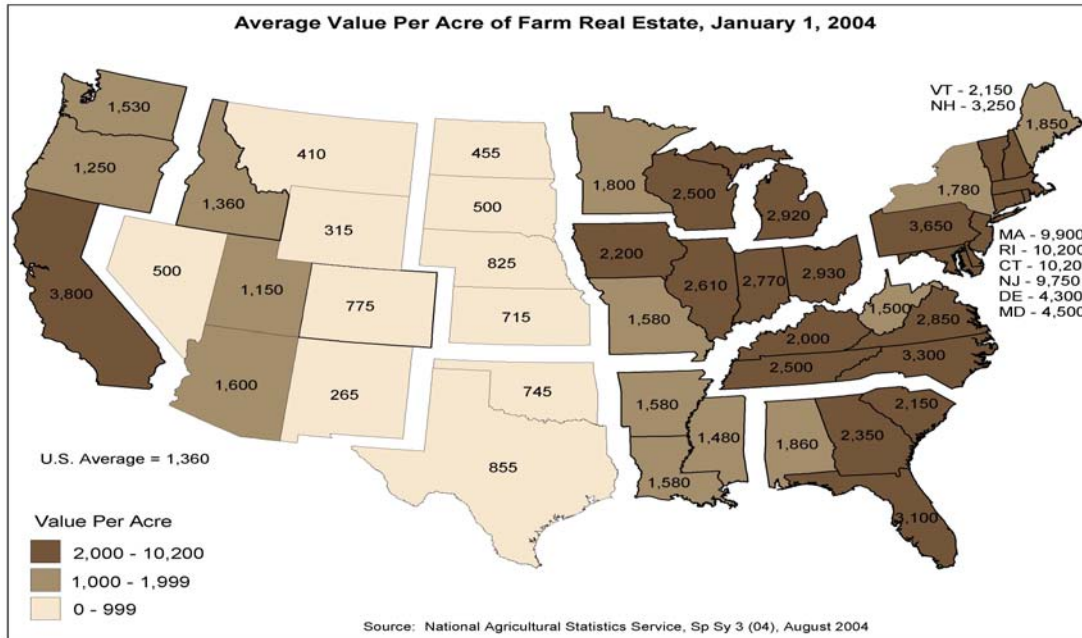 Average Value Per Acre of Farm Real Estate, January 1, 2004
VT - 2,150
NH - 3,250
1,530
1,250
410
455
1,850
1,800
1,780
1,360
315
500
2,500
2,920
3,650
MA - 9,900
RI - 10,200
CT - 10,200
NJ - 9,750
DE - 4,300
MD - 4,500
3,800
500
1,150
775
825
2,200
2,610
2,770
2,930
715
1,580
1,500
2,850
2,000
3,300
1,600
265
745
2,500
1,580
2,150
1,480
1,860
2,350
855
1,580
3,100
U.S. Average = 1,360
Value Per Acre
2,000 - 10,200
1,000 - 1,999
0 - 999
Source: National Agricultural Statistics Service, Sp Sy 3 (04), August 2004